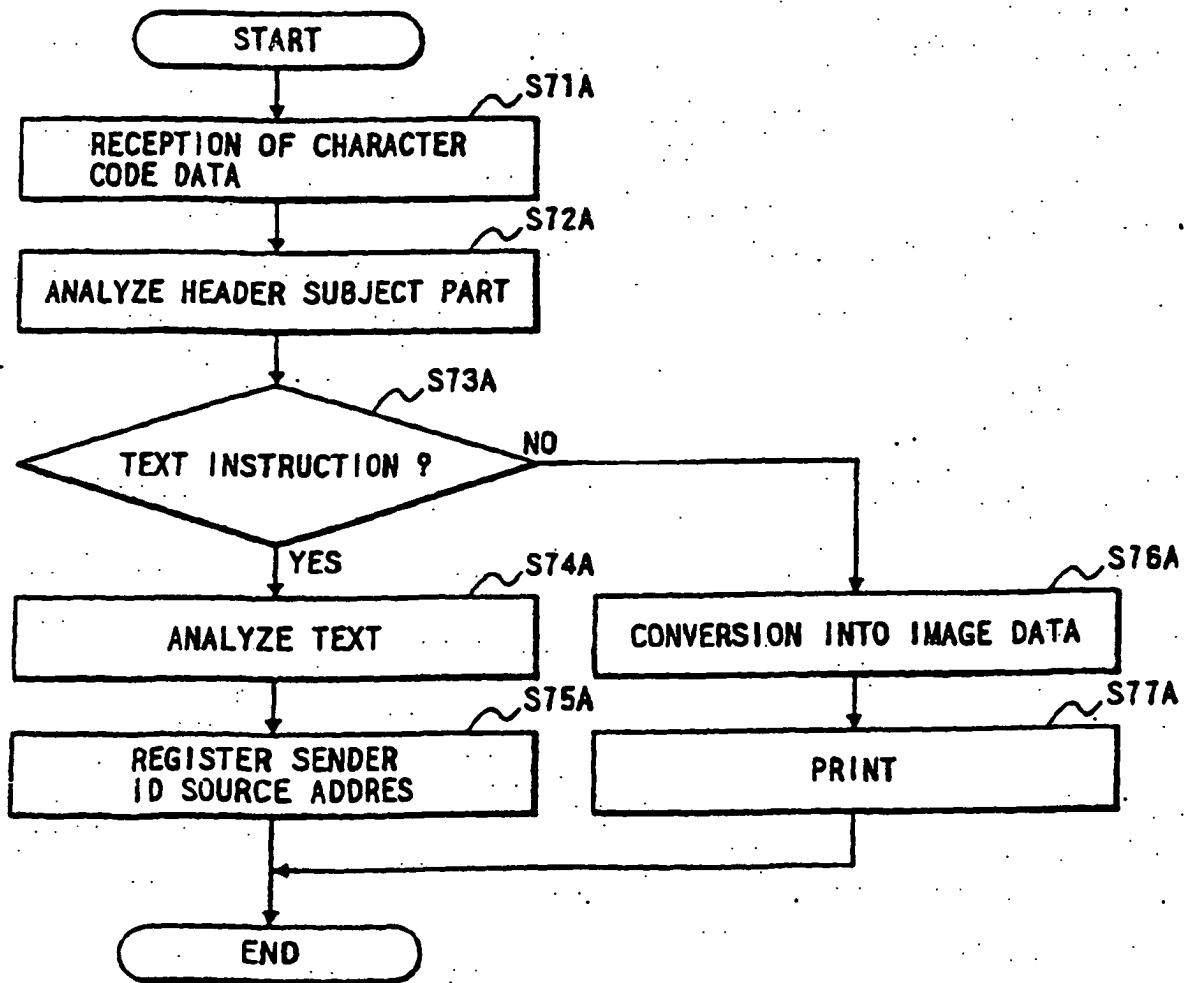 START
S71A
RECEPTION OF CHARACTER
CODE DATA
S72A
ANALYZE HEADER SUBJECT PART
S73A
TEXT INSTRUCTION ?
NO
YES
S74A
ANALYZE TEXT
S76A
CONVERSION INTO IMAGE DATA
S75A
REGISTER SENDER
ID SOURCE ADDRES
S77A
PRINT
END